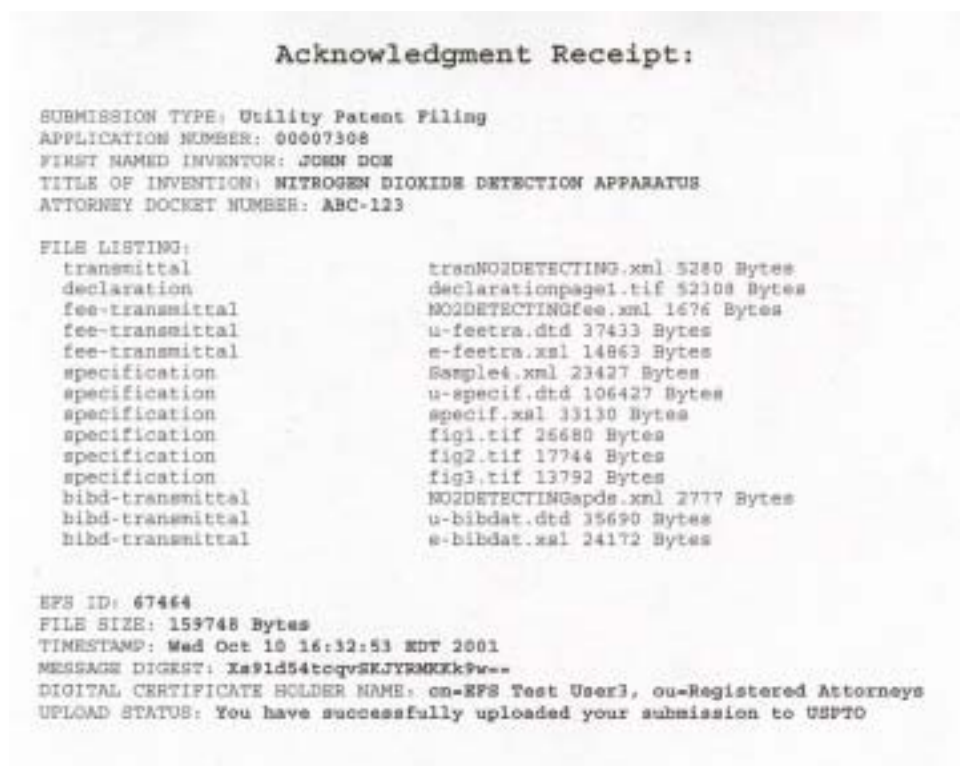 Acknowledgment Receipt:
SUBMISSION TYPE: Utility Patent Filing
APPLICATION NUMBER: 00007308
FIRST NAMED INVENTOR: JOHN DOE
TITLE OF INVENTION: NITROGEN DIOXIDE DETECTION APPARATUS
ATTORNEY DOCKET NUMBER: ABC-123
FILE LISTING:
transmittal tranNO2DETECTING.xml 5280 Bytes
declaration declarationpage1.tif 52308 Bytes
fee-transmittal NO2DETECTINGfee.xml 1676 Bytes
fee-transmittal u-feetra.dtd 37433 Bytes
fee-transmittal e-feetra.xsl 14863 Bytes
specification Sample4.xml 23427 Bytes
specification u-specif.dtd 106427 Bytes
specification specif.xsl 33130 Bytes
specification fig1.tif 26680 Bytes
specification fig2.tif 17744 Bytes
specification fig3.tif 13792 Bytes
bibd-transmittal NO2DETECTINGapds.xml 2777 Bytes
bibd-transmittal u-bibdat.dtd 35690 Bytes
bibd-transmittal e-bibdat.xsl 24172 Bytes
EFS ID: 67464
FILE SIZE: 159748 Bytes
TIMESTAMP: Wed Oct 10 16:32:53 EDT 2001
MESSAGE DIGEST:
DIGITAL CERTIFICATE HOLDER NAME: cn=EFS Test User3, ou=Registered Attorneys
UPLOAD STATUS: You have successfully uploaded your submission to USPTO